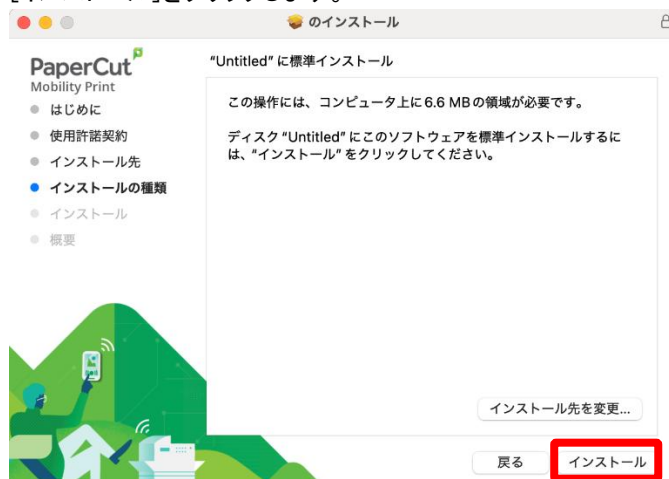 のインストール
PaperCut
Mobility Print
はじめに
使用許諾契約
インストール先
インストールの種類
インストール
概要
"Untitled" に標準インストール
この操作には、コンピュータ上に 6.6 MB の領域が必要です。
ディスク "Untitled" にこのソフトウェアを標準インストールするに
は、"インストール" をクリックしてください。
インストール先を変更...
戻る
インストール